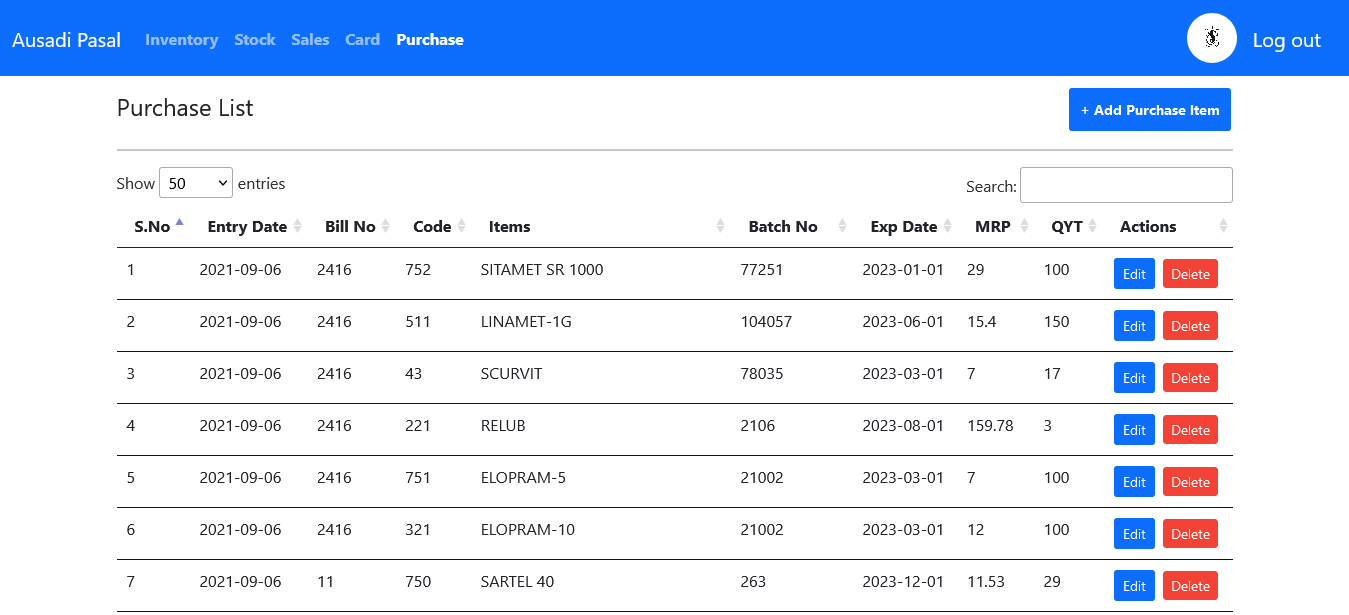 Ausadi Pasal Inventory Stock Sales Card Purchase Log out
Purchase List + Add Purchase Item
Show 50 entries Search:
S.No Entry Date Bill No Code Items Batch No Exp Date MRP QYT Actions
1 2021-09-06 2416 752 SITAMET SR 1000 77251 2023-01-01 29 100 Edit Delete
2 2021-09-06 2416 511 LINAMET-1G 104057 2023-06-01 15.4 150 Edit Delete
3 2021-09-06 2416 43 SCURVIT 78035 2023-03-01 7 17 Edit Delete
4 2021-09-06 2416 221 RELUB 2106 2023-08-01 159.78 3 Edit Delete
5 2021-09-06 2416 751 ELOPRAM-5 21002 2023-03-01 7 100 Edit Delete
6 2021-09-06 2416 321 ELOPRAM-10 21002 2023-03-01 12 100 Edit Delete
7 2021-09-06 11 750 SARTEL 40 263 2023-12-01 11.53 29 Edit Delete